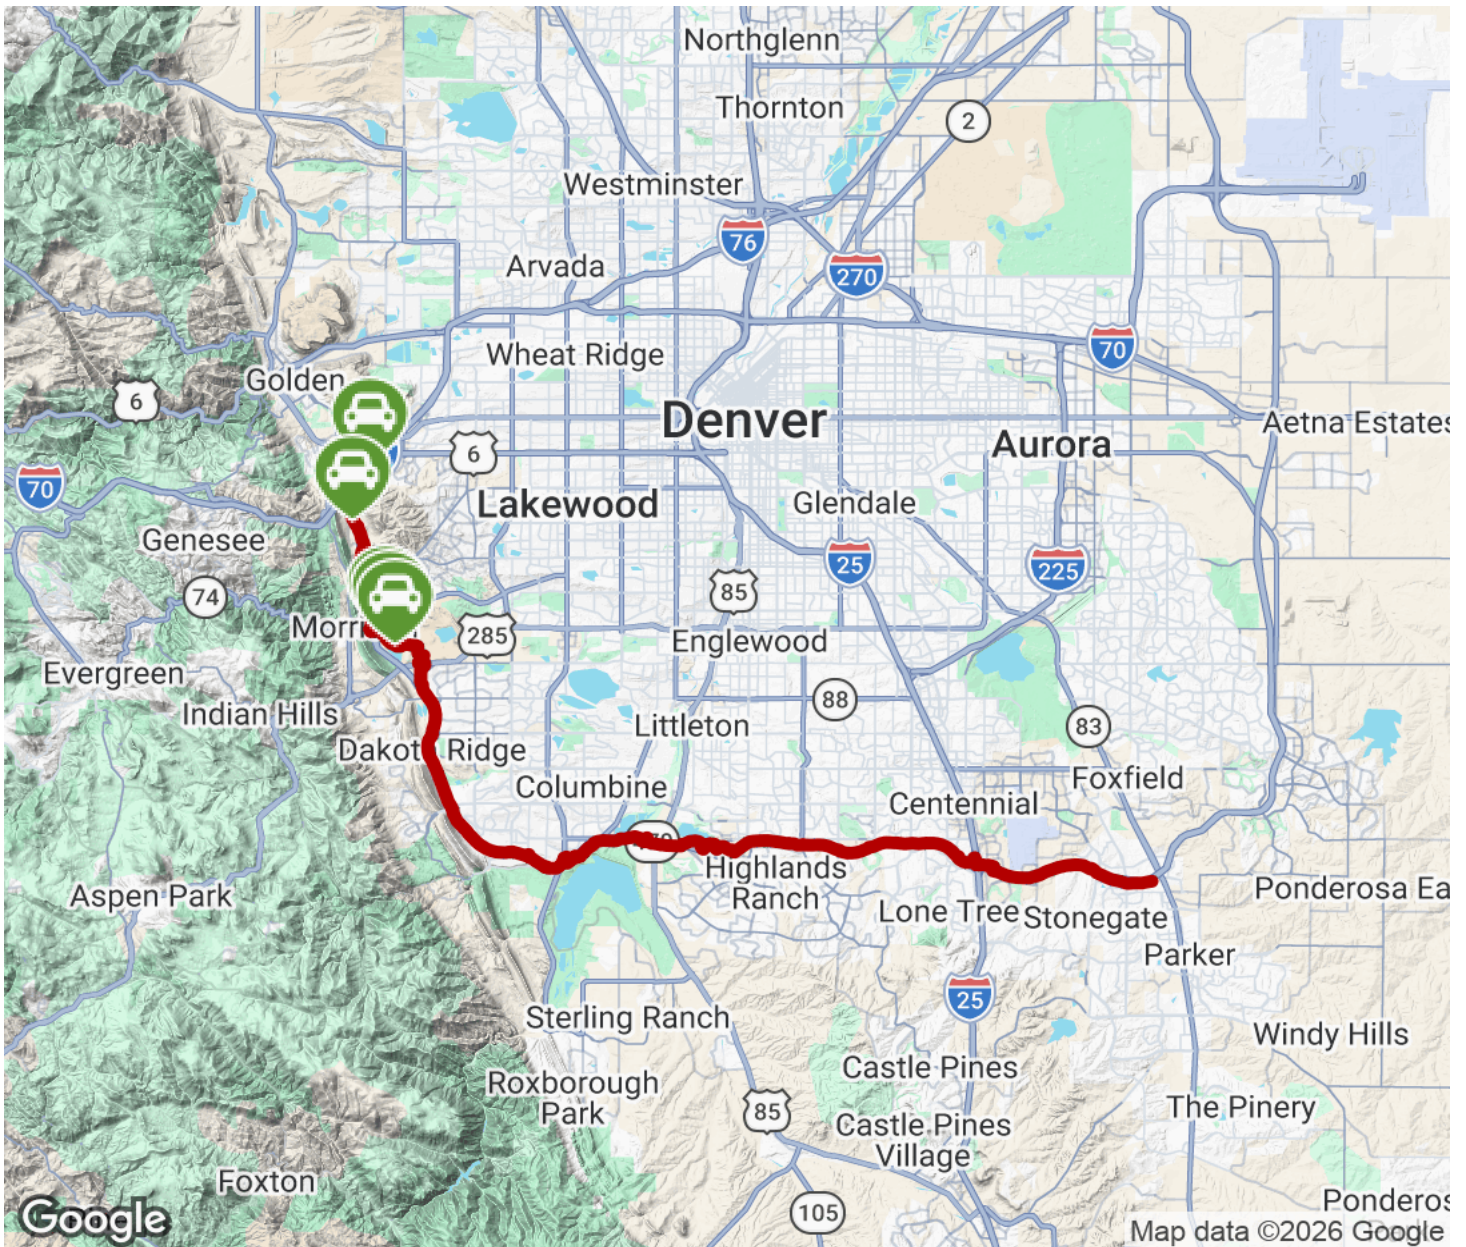 Northglenn
Thornton
2
Westminster
76
Arvada
270
70
Wheat Ridge
Golden
6
Denver
Aetna Estates
Aurora
6
70
Lakewood
Glendale
Genesee
25
225
74
85
Morri
285
Englewood
Evergreen
88
Indian Hills
Littleton
83
Dakot Ridge
Foxfield
Columbine
Centennial
Highlands
Ranch
Aspen Park
Ponderosa Ea
Lone Tree
Stonegate
Parker
25
Sterling Ranch
Windy Hills
Castle Pines
Roxborough
Park
85
The Pinery
Castle Pines
Village
Foxton
Ponderos
105
Google
Map data ©2026 Google